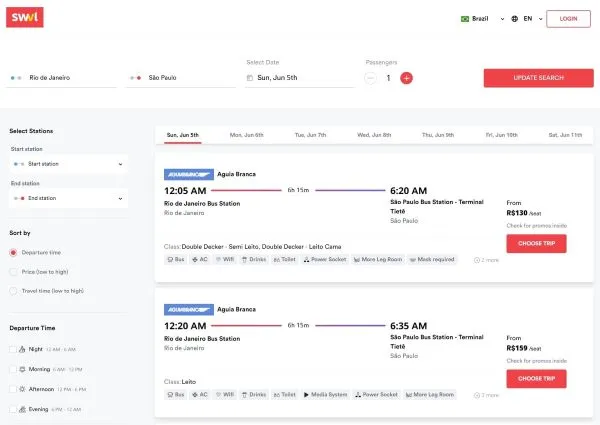 swvl
Brazil EN LOGIN
Select Date Passengers
Rio de Janeiro São Paulo Sun, Jun 5th 1 UPDATE SEARCH
Select Stations
Start station
Start station
End station
End station
Sort by
Departure time
Price (low to high)
Travel time (low to high)
Departure Time
Night 12 AM - 6 AM
Morning 6 AM - 12 PM
Afternoon 12 PM - 6 PM
Evening 6 PM - 12 AM
Sun, Jun 5th Mon, Jun 6th Tue, Jun 7th Wed, Jun 8th Thu, Jun 9th Fri, Jun 10th Sat, Jun 11th
AGUIABRANCA Aguia Branca
12:05 AM 6h 15m 6:20 AM
Rio de Janeiro Bus Station
Rio de Janeiro
São Paulo Bus Station - Terminal
Tietê
São Paulo
From
R$130 /seat
Check for promos inside
CHOOSE TRIP
Class: Double Decker - Semi Leito, Double Decker - Leito Cama
Bus AC Wifi Drinks Toilet Power Socket More Leg Room Mask required 2 more
AGUIABRANCA Aguia Branca
12:20 AM 6h 15m 6:35 AM
Rio de Janeiro Bus Station
Rio de Janeiro
São Paulo Bus Station - Terminal
Tietê
São Paulo
From
R$159 /seat
Check for promos inside
CHOOSE TRIP
Class: Leito
Bus AC Wifi Drinks Toilet Media System Power Socket More Leg Room 3 more